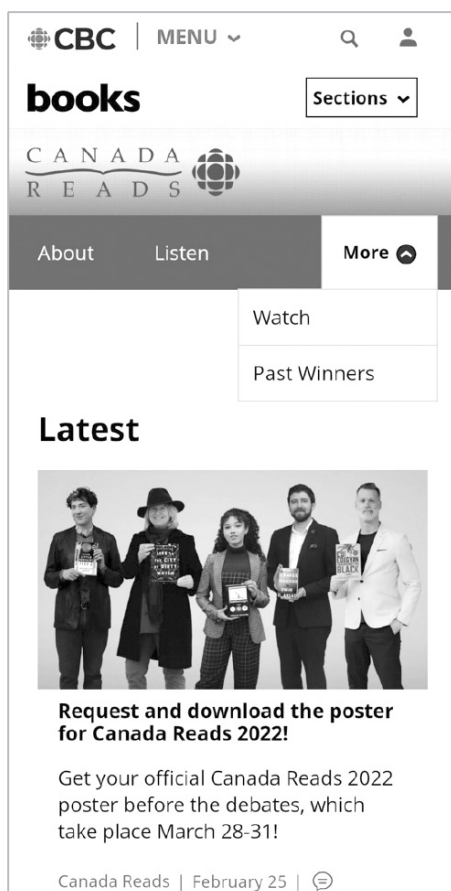 CBC MENU
books
Sections
CANADA
READS
About Listen More
Watch
Past Winners
Latest
Request and download the poster
for Canada Reads 2022!
Get your official Canada Reads 2022
poster before the debates, which
take place March 28-31!
Canada Reads | February 25 |